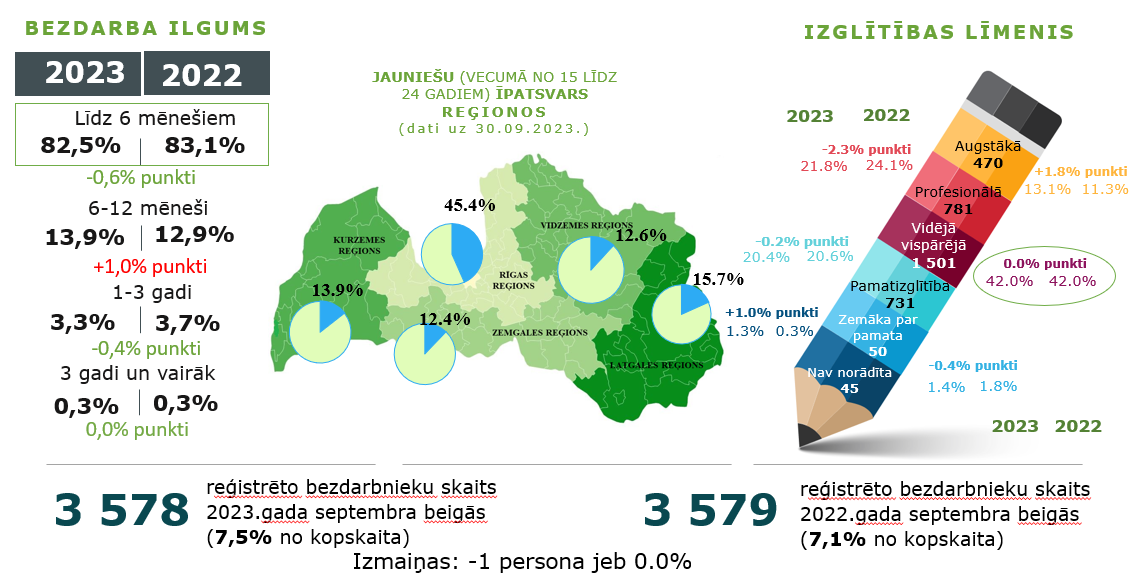 BEZDARBA ILGUMS
2023 2022
Līdz 6 mēnešiem
82,5% 83,1%
-0,6% punkti
6-12 mēneši
13,9% 12,9%
+1,0% punkti
1-3 gadi
3,3% 3,7%
-0,4% punkti
3 gadi un vairāk
0,3% 0,3%
0,0% punkti
JAUNIEŠU (VECUMĀ NO 15 LĪDZ
24 GADIEM) ĪPATSVARS
REĢIONOS
(dati uz 30.09.2023.)
45.4%
KURZEMES
REĢIONS
13.9%
RĪGAS
REĢIONS
VIDZEMES REĢIONS
12.6%
12.4%
ZEMGALES REĢIONS
15.7%
LATGALES REĢIONS
IZGLĪTĪBAS LĪMENIS
2023 2022
-2.3% punkti
21.8% 24.1%
Augstākā
470
+1.8% punkti
13.1% 11.3%
Profesionālā
781
Vidējā
vispārējā
1 501
0.0% punkti
42.0% 42.0%
-0.2% punkti
20.4% 20.6%
Pamatizglītība
731
Zemāka par
pamata
50
-0.4% punkti
1.4% 1.8%
+1.0% punkti
1.3% 0.3%
Nav norādīta
45
2023 2022
3 578
reģistrēto bezdarbnieku skaits
2023.gada septembra beigās
(7,5% no kopskaita)
3 579
reģistrēto bezdarbnieku skaits
2022.gada septembra beigās
(7,1% no kopskaita)
Izmaiņas: -1 persona jeb 0.0%